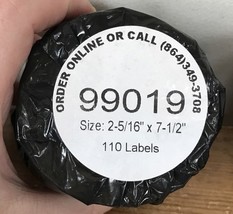 ORDER ONLINE OR CALL (864)349-3708
99019
Size: 2-5/16" x 7-1/2"
110 Labels